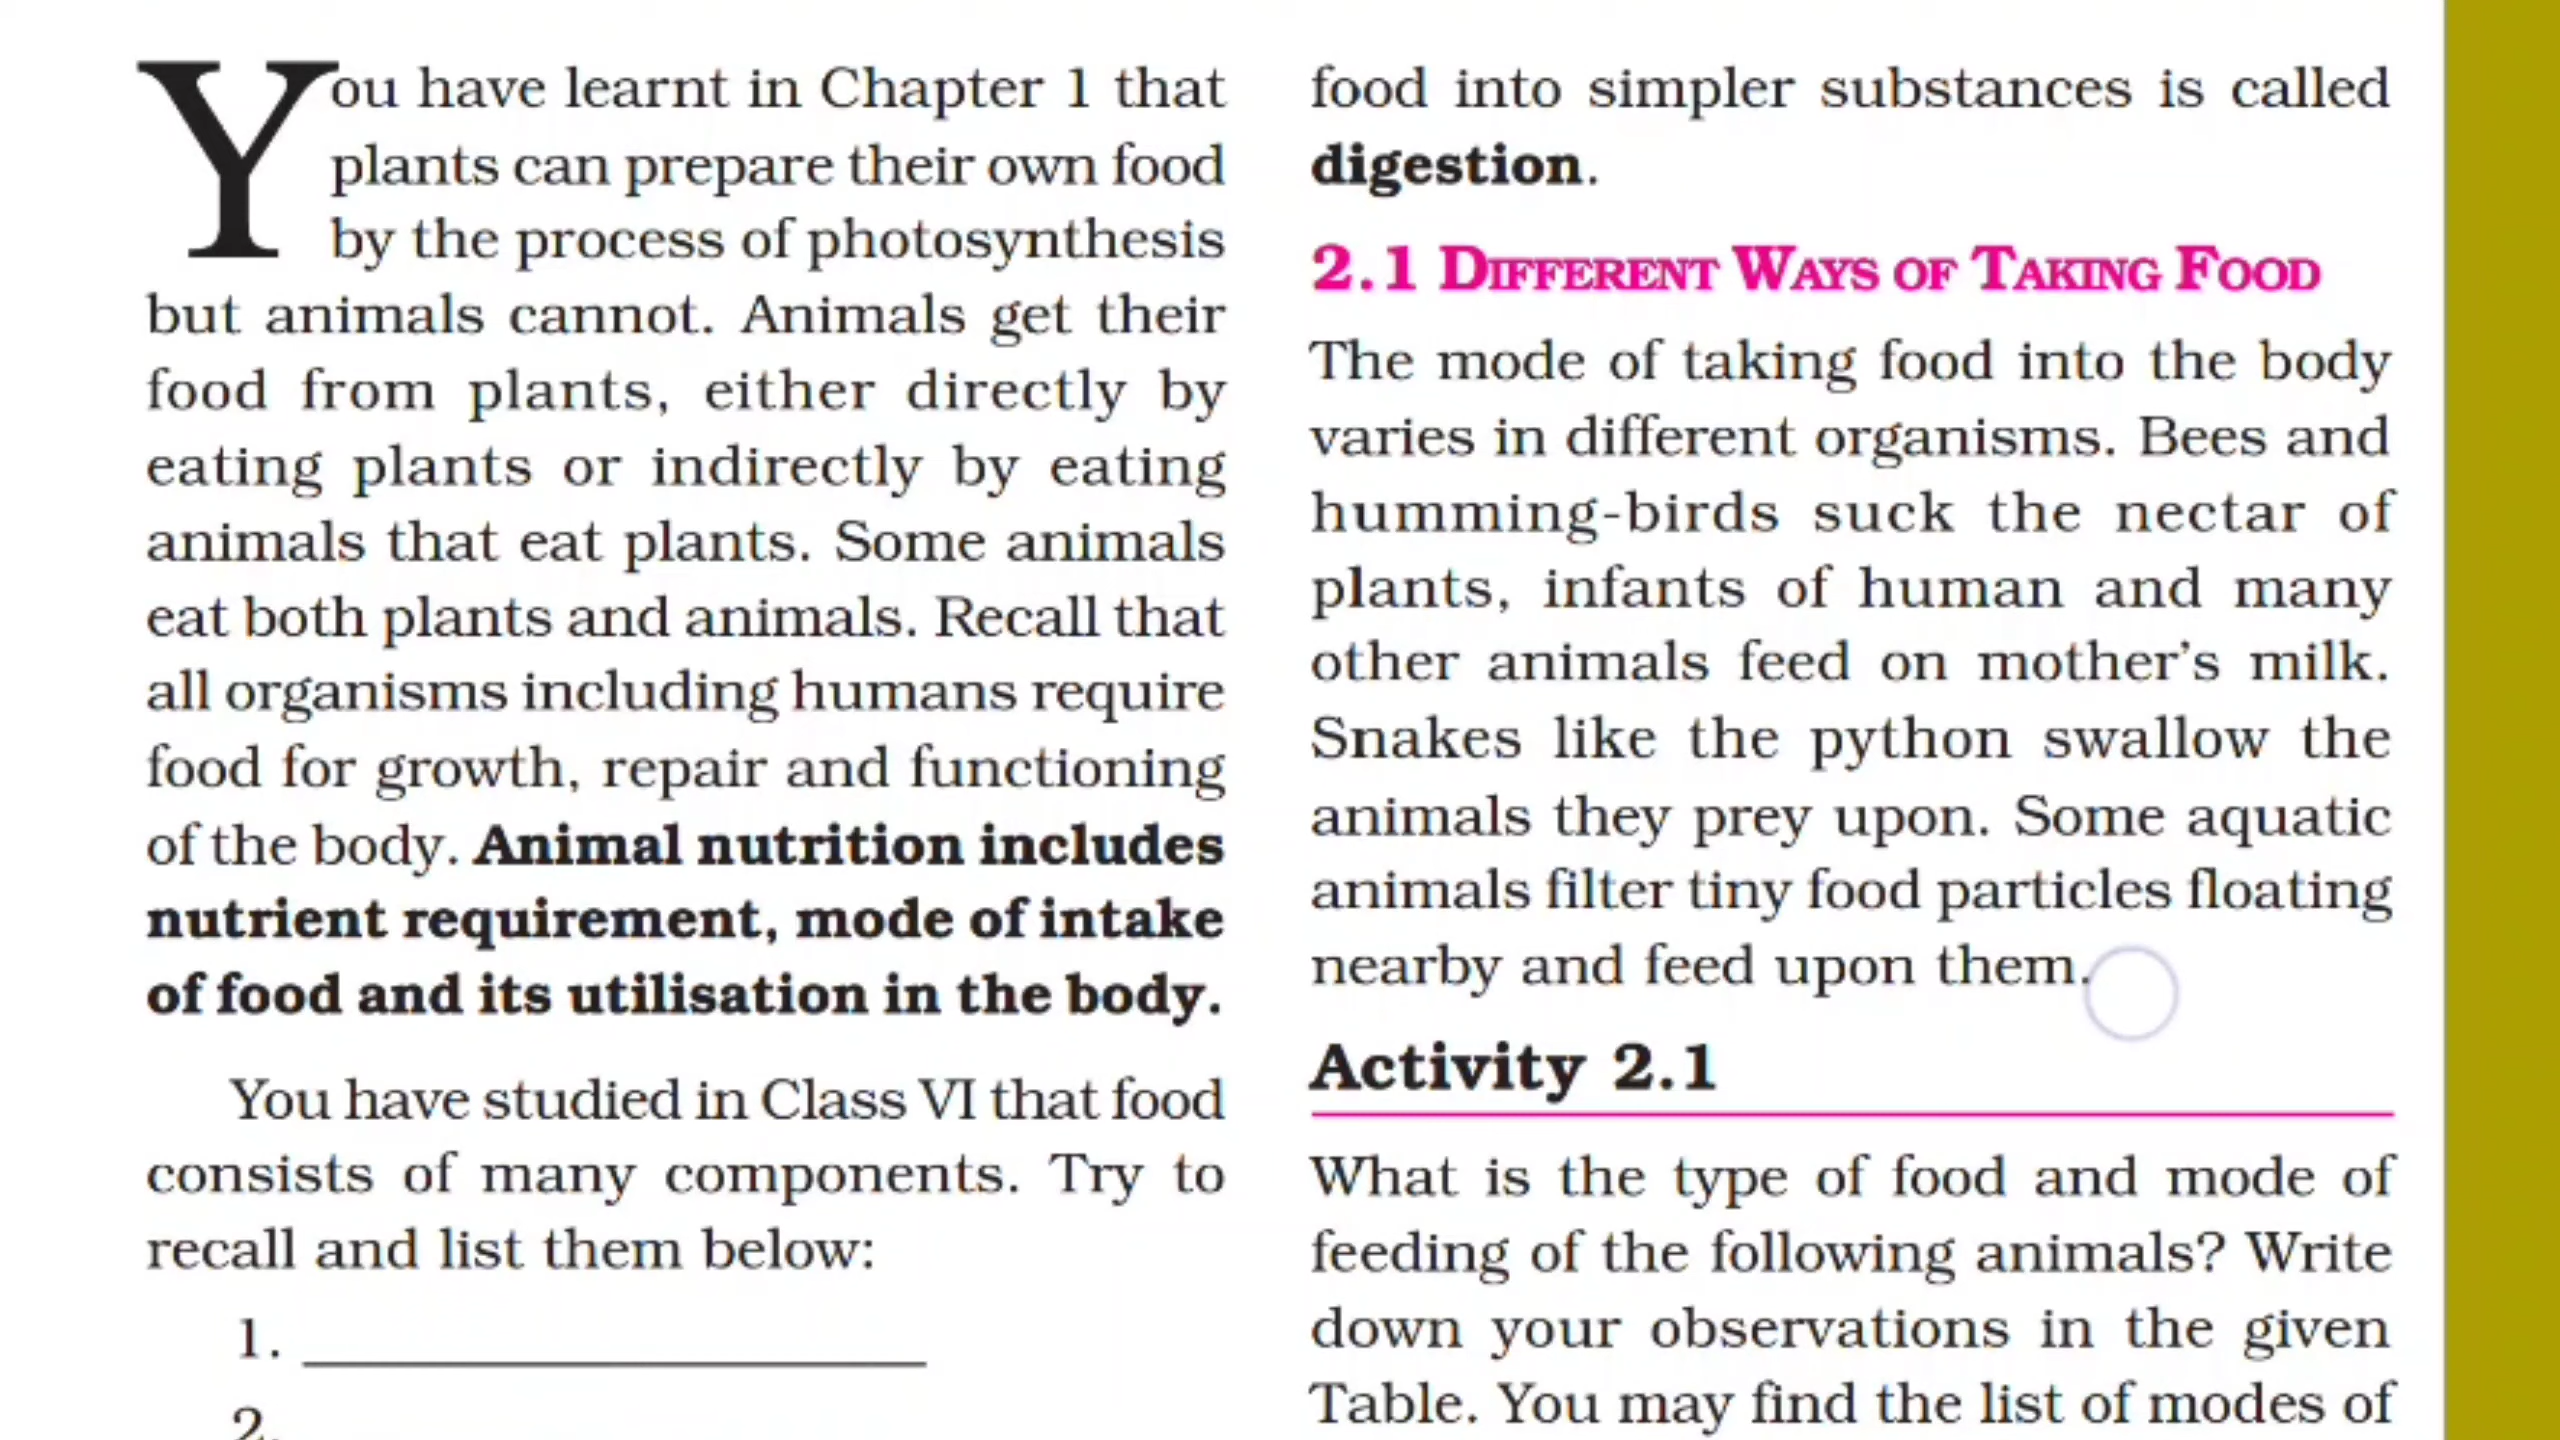 You have learnt in Chapter 1 that
plants can prepare their own food
by the process of photosynthesis
but animals cannot. Animals get their
food from plants, either directly by
eating plants or indirectly by eating
animals that eat plants. Some animals
eat both plants and animals. Recall that
all organisms including humans require
food for growth, repair and functioning
of the body. Animal nutrition includes
nutrient requirement, mode of intake
of food and its utilisation in the body.
You have studied in Class VI that food
consists of many components. Try to
recall and list them below:
1.
2.
food into simpler substances is called
digestion.
2.1 DIFFERENT WAYS OF TAKING FOOD
The mode of taking food into the body
varies in different organisms. Bees and
humming-birds suck the nectar of
plants, infants of human and many
other animals feed on mother’s milk.
Snakes like the python swallow the
animals they prey upon. Some aquatic
animals filter tiny food particles floating
nearby and feed upon them.
Activity 2.1
What is the type of food and mode of
feeding of the following animals? Write
down your observations in the given
Table. You may find the list of modes of